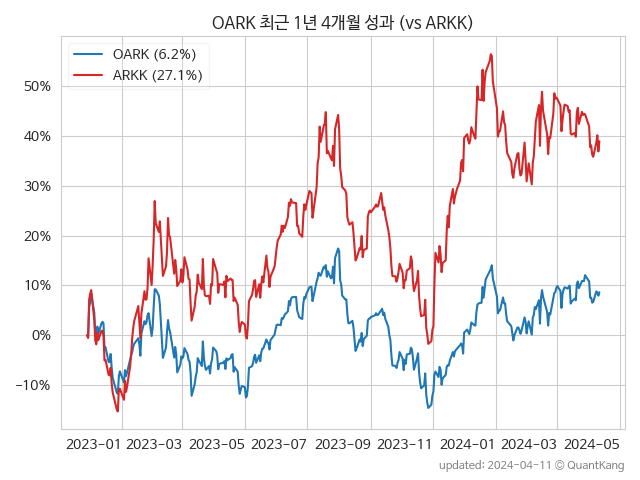 OARK 최근 1년 4개월 성과 (vs ARKK)
OARK (6.2%)
ARKK (27.1%)
50%
40%
30%
20%
10%
0%
−10%
2023-01 2023-03 2023-05 2023-07 2023-09 2023-11 2024-01 2024-03 2024-05
updated: 2024-04-11 © QuantKang